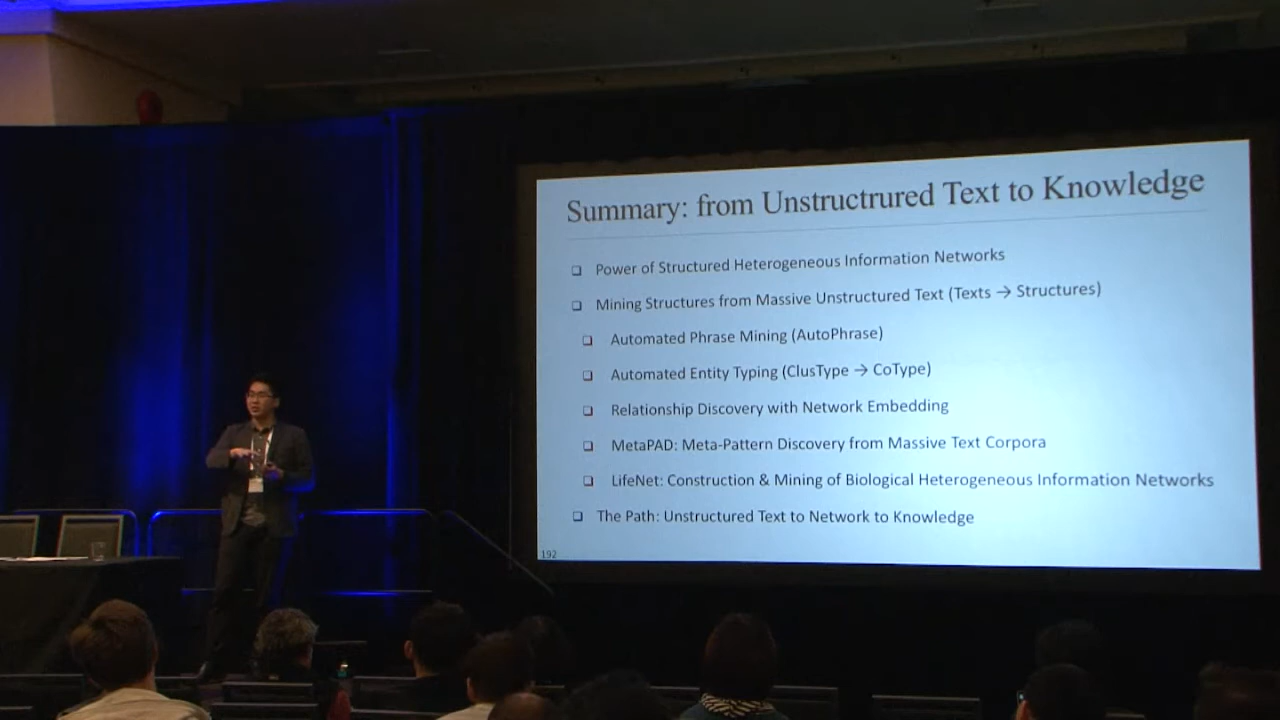 Summary: from Unstructrured Text to Knowledge
❑ Power of Structured Heterogeneous Information Networks
❑ Mining Structures from Massive Unstructured Text (Texts → Structures)
❑ Automated Phrase Mining (AutoPhrase)
❑ Automated Entity Typing (ClusType → CoType)
❑ Relationship Discovery with Network Embedding
❑ MetaPAD: Meta-Pattern Discovery from Massive Text Corpora
❑ LifeNet: Construction & Mining of Biological Heterogeneous Information Networks
❑ The Path: Unstructured Text to Network to Knowledge
192